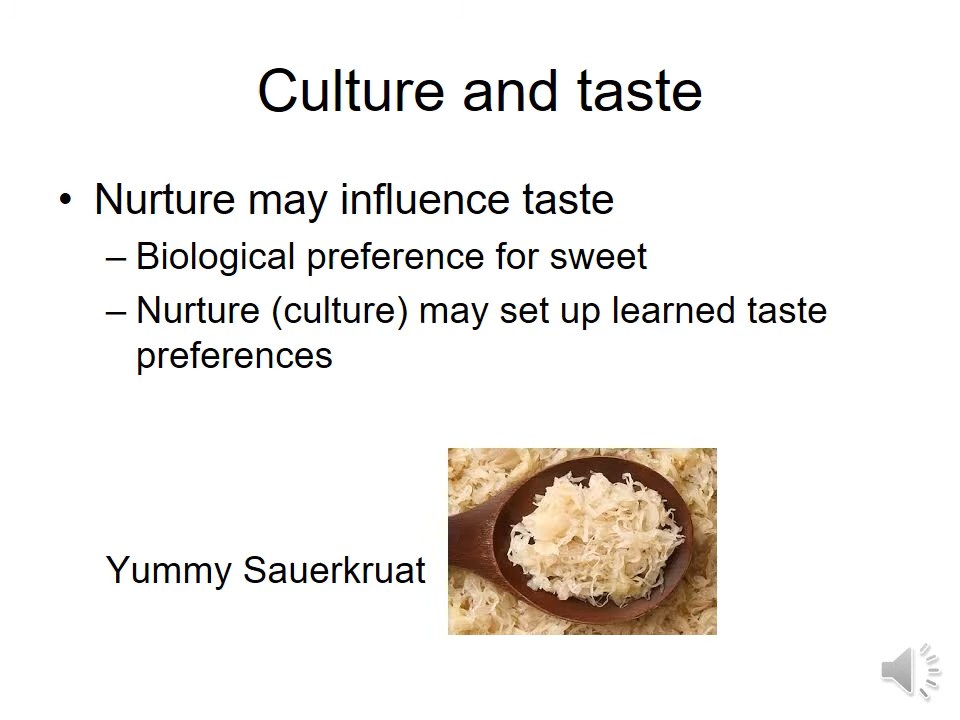 Culture and taste
• Nurture may influence taste
– Biological preference for sweet
– Nurture (culture) may set up learned taste
preferences
Yummy Sauerkruat